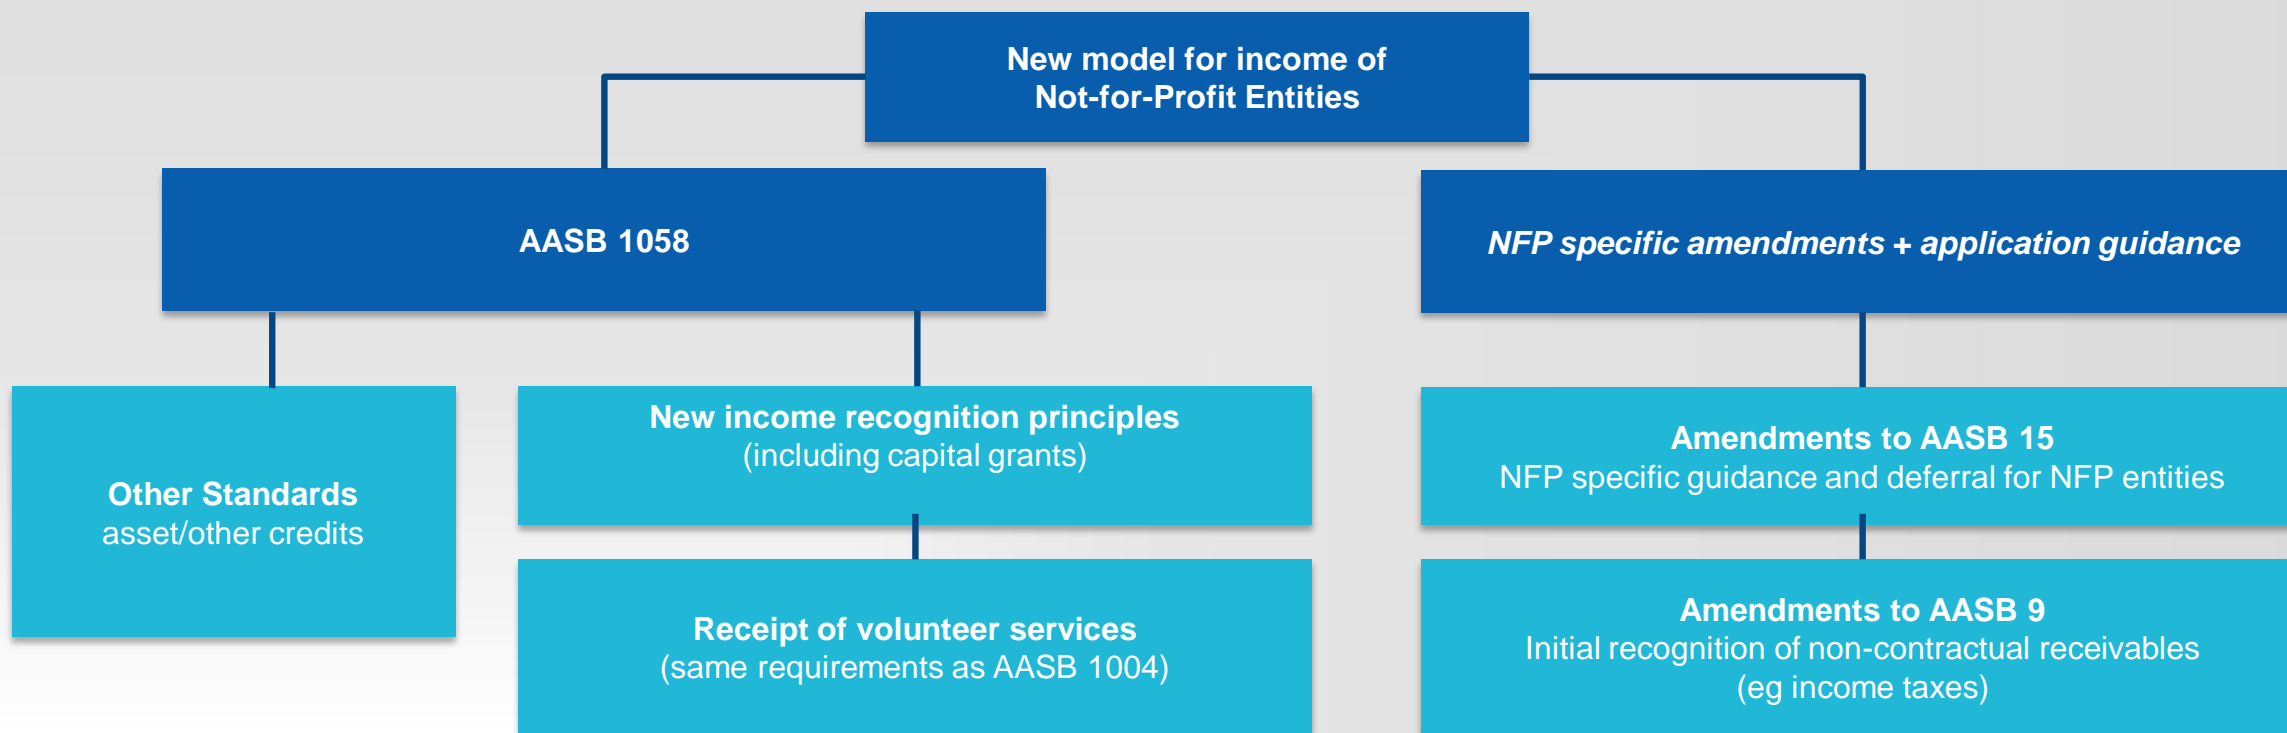 New model for income of
Not-for-Profit Entities
AASB 1058
NFP specific amendments + application guidance
Other Standards
asset/other credits
New income recognition principles
(including capital grants)
Receipt of volunteer services
(same requirements as AASB 1004)
Amendments to AASB 15
NFP specific guidance and deferral for NFP entities
Amendments to AASB 9
Initial recognition of non-contractual receivables
(eg income taxes)